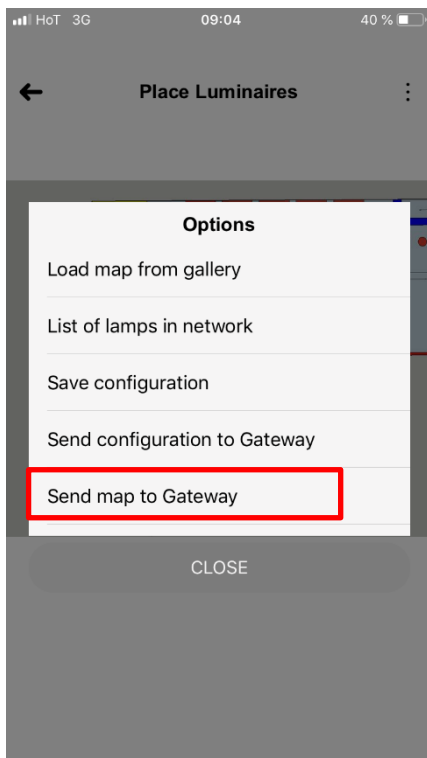 HoT 3G 09:04 40 %
Place Luminaires
Options
Load map from gallery
List of lamps in network
Save configuration
Send configuration to Gateway
Send map to Gateway
CLOSE